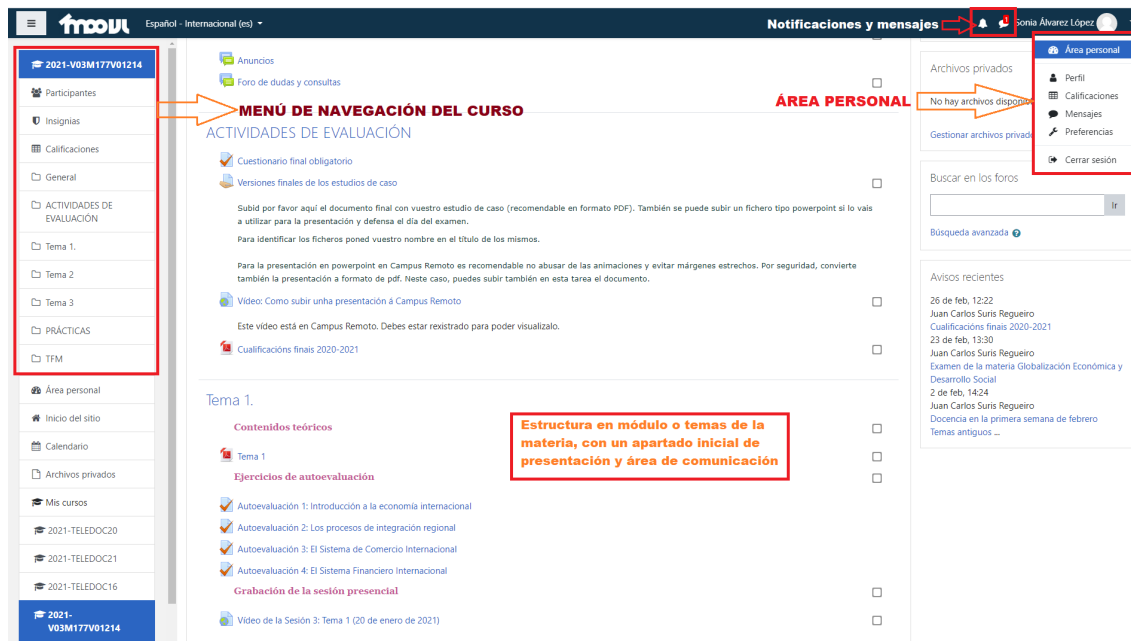 moovi
Español - Internacional (es)
Notificaciones y mensajes
1
Sonia Álvarez López
2021-V03M177V01214
Participantes
Insignias
Calificaciones
General
ACTIVIDADES DE
EVALUACIÓN
Tema 1.
Tema 2
Tema 3
PRÁCTICAS
TFM
Área personal
Inicio del sitio
Calendario
Archivos privados
Mis cursos
2021-TELEDOC20
2021-TELEDOC21
2021-TELEDOC16
2021-
V03M177V01214
Anuncios
Foro de dudas y consultas
MENÚ DE NAVEGACIÓN DEL CURSO
ACTIVIDADES DE EVALUACIÓN
Cuestionario final obligatorio
Versiones finales de los estudios de caso
Subid por favor aquí el documento final con vuestro estudio de caso (recomendable en formato PDF). También se puede subir un fichero tipo powerpoint si lo vais
a utilizar para la presentación y defensa el día del examen.
Para identificar los ficheros poned vuestro nombre en el título de los mismos.
Para la presentación en powerpoint en Campus Remoto es recomendable no abusar de las animaciones y evitar márgenes estrechos. Por seguridad, convierte
también la presentación a formato de pdf. Neste caso, puedes subir también en esta tarea el documento.
Vídeo: Como subir unha presentación á Campus Remoto
Este vídeo está en Campus Remoto. Debes estar rexistrado para poder visualizalo.
Cualificacións finais 2020-2021
Tema 1.
Contenidos teóricos
Tema 1
Ejercicios de autoevaluación
Autoevaluación 1: Introducción a la economía internacional
Autoevaluación 2: Los procesos de integración regional
Autoevaluación 3: El Sistema de Comercio Internacional
Autoevaluación 4: El Sistema Financiero Internacional
Grabación de la sesión presencial
Vídeo de la Sesión 3: Tema 1 (20 de enero de 2021)
Estructura en módulo o temas de la
materia, con un apartado inicial de
presentación y área de comunicación
ÁREA PERSONAL
Área personal
Perfil
Calificaciones
Mensajes
Preferencias
Cerrar sesión
Archivos privados
No hay archivos
Gestionar archivos
Buscar en los foros
Ir
Búsqueda avanzada
Avisos recientes
26 de feb, 12:22
Juan Carlos Suris Regueiro
Cualificacións finais 2020-2021
23 de feb, 13:30
Juan Carlos Suris Regueiro
Examen de la materia Globalización Económica y
Desarrollo Social
2 de feb, 14:24
Juan Carlos Suris Regueiro
Docencia en la primera semana de febrero
Temas antiguos ...